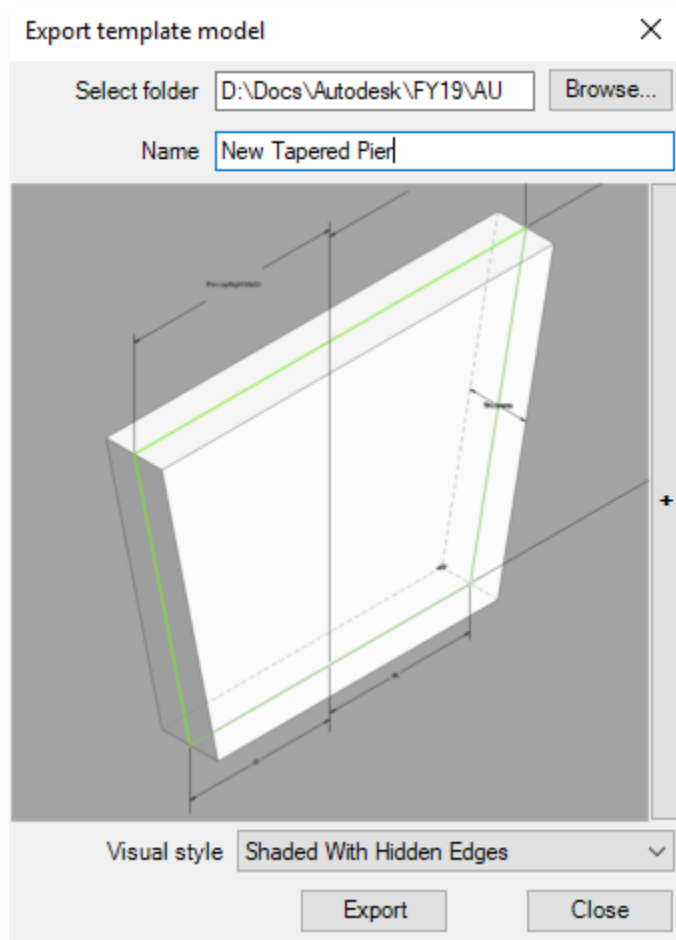 Export template model
Select folder D:\Docs\Autodesk\FY19\AU Browse...
Name New Tapered Pier
Visual style Shaded With Hidden Edges
Export Close